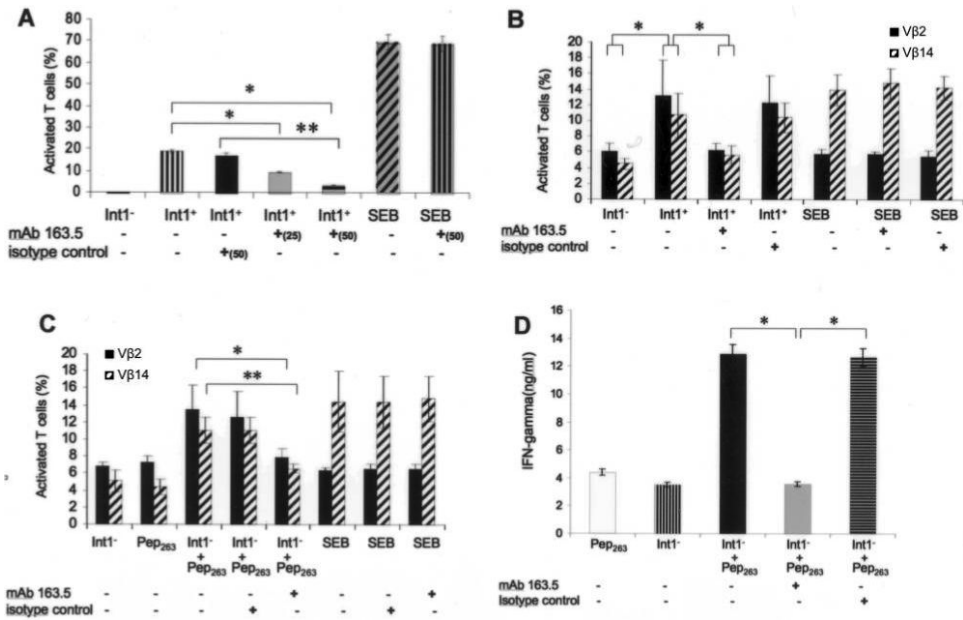 A
Activated T cells (%)
80
70
60
50
40
30
20
10
0
* 
*
**
Int1- Int1+ Int1+ Int1+ Int1+ SEB SEB
mAb 163.5 - - - +(25) +(50) - +(50)
isotype control - - +(50) - - - -
B
Vβ2
Vβ14
Activated T cells (%)
20
18
16
14
12
10
8
6
4
2
0
* *
Int1- Int1+ Int1+ Int1+ SEB SEB SEB
mAb 163.5 - - + - - + -
isotype control - - - + - - +
C
Vβ2
Vβ14
Activated T cells (%)
20
18
16
14
12
10
8
6
4
2
0
*
**
Int1- Pep263 Int1- Int1- Int1- SEB SEB SEB
+ + +
Pep263 Pep263 Pep263
mAb 163.5 - - - - + - - +
isotype control - - - + - - + -
D
IFN-gamma(ng/ml)
16
14
12
10
8
6
4
2
0
* *
Pep263 Int1- Int1- Int1- Int1-
+ + +
Pep263 Pep263 Pep263
mAb 163.5 - - - + -
Isotype control - - - - +